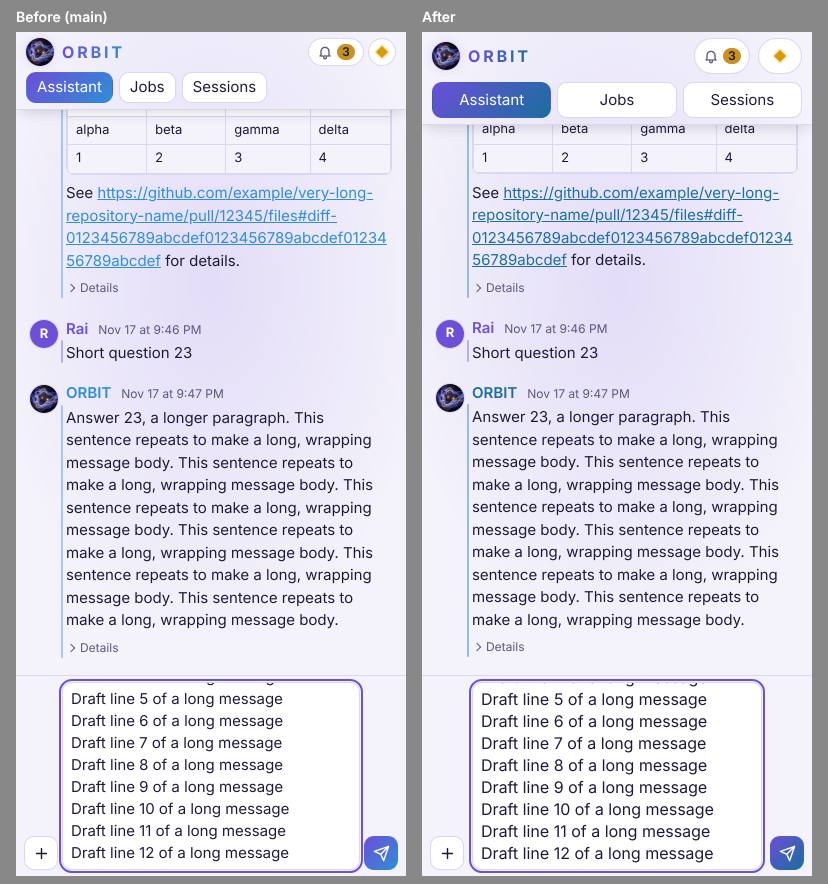 Before (main)
ORBIT
3
Assistant
Jobs
Sessions
alpha beta gamma delta
1 2 3 4
See https://github.com/example/very-long-
repository-name/pull/12345/files#diff-
0123456789abcdef0123456789abcdef01234
56789abcdef for details.
Details
R
Rai Nov 17 at 9:46 PM
Short question 23
ORBIT Nov 17 at 9:47 PM
Answer 23, a longer paragraph. This
sentence repeats to make a long, wrapping
message body. This sentence repeats to
make a long, wrapping message body. This
sentence repeats to make a long, wrapping
message body. This sentence repeats to
make a long, wrapping message body. This
sentence repeats to make a long, wrapping
message body. This sentence repeats to
make a long, wrapping message body.
Details
Draft line 5 of a long message
Draft line 6 of a long message
Draft line 7 of a long message
Draft line 8 of a long message
Draft line 9 of a long message
Draft line 10 of a long message
Draft line 11 of a long message
Draft line 12 of a long message
After
ORBIT
3
Assistant
Jobs
Sessions
alpha beta gamma delta
1 2 3 4
See https://github.com/example/very-long-
repository-name/pull/12345/files#diff-
0123456789abcdef0123456789abcdef01234
56789abcdef for details.
Details
R
Rai Nov 17 at 9:46 PM
Short question 23
ORBIT Nov 17 at 9:47 PM
Answer 23, a longer paragraph. This
sentence repeats to make a long, wrapping
message body. This sentence repeats to
make a long, wrapping message body. This
sentence repeats to make a long, wrapping
message body. This sentence repeats to
make a long, wrapping message body. This
sentence repeats to make a long, wrapping
message body. This sentence repeats to
make a long, wrapping message body.
Details
Draft line 5 of a long message
Draft line 6 of a long message
Draft line 7 of a long message
Draft line 8 of a long message
Draft line 9 of a long message
Draft line 10 of a long message
Draft line 11 of a long message
Draft line 12 of a long message